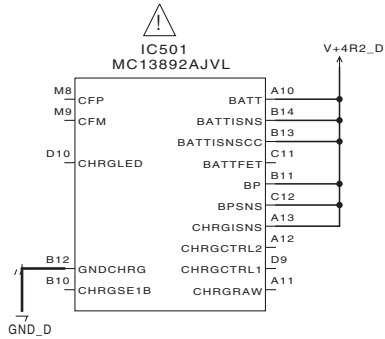 !
IC501
MC13892AJVL
V+4R2_D
M8 CFP
M9 CFM
D10 CHRGLED
B12 GNDCHRG
B10 CHRGSE1B
GND_D
BATT A10
BATTISNS B14
BATTISNSCC B13
BATTFET C11
BP B11
BPSNS C12
CHRGISNS A13
CHRGCTRL2 A12
CHRGCTRL1 D9
CHRGRAW A11